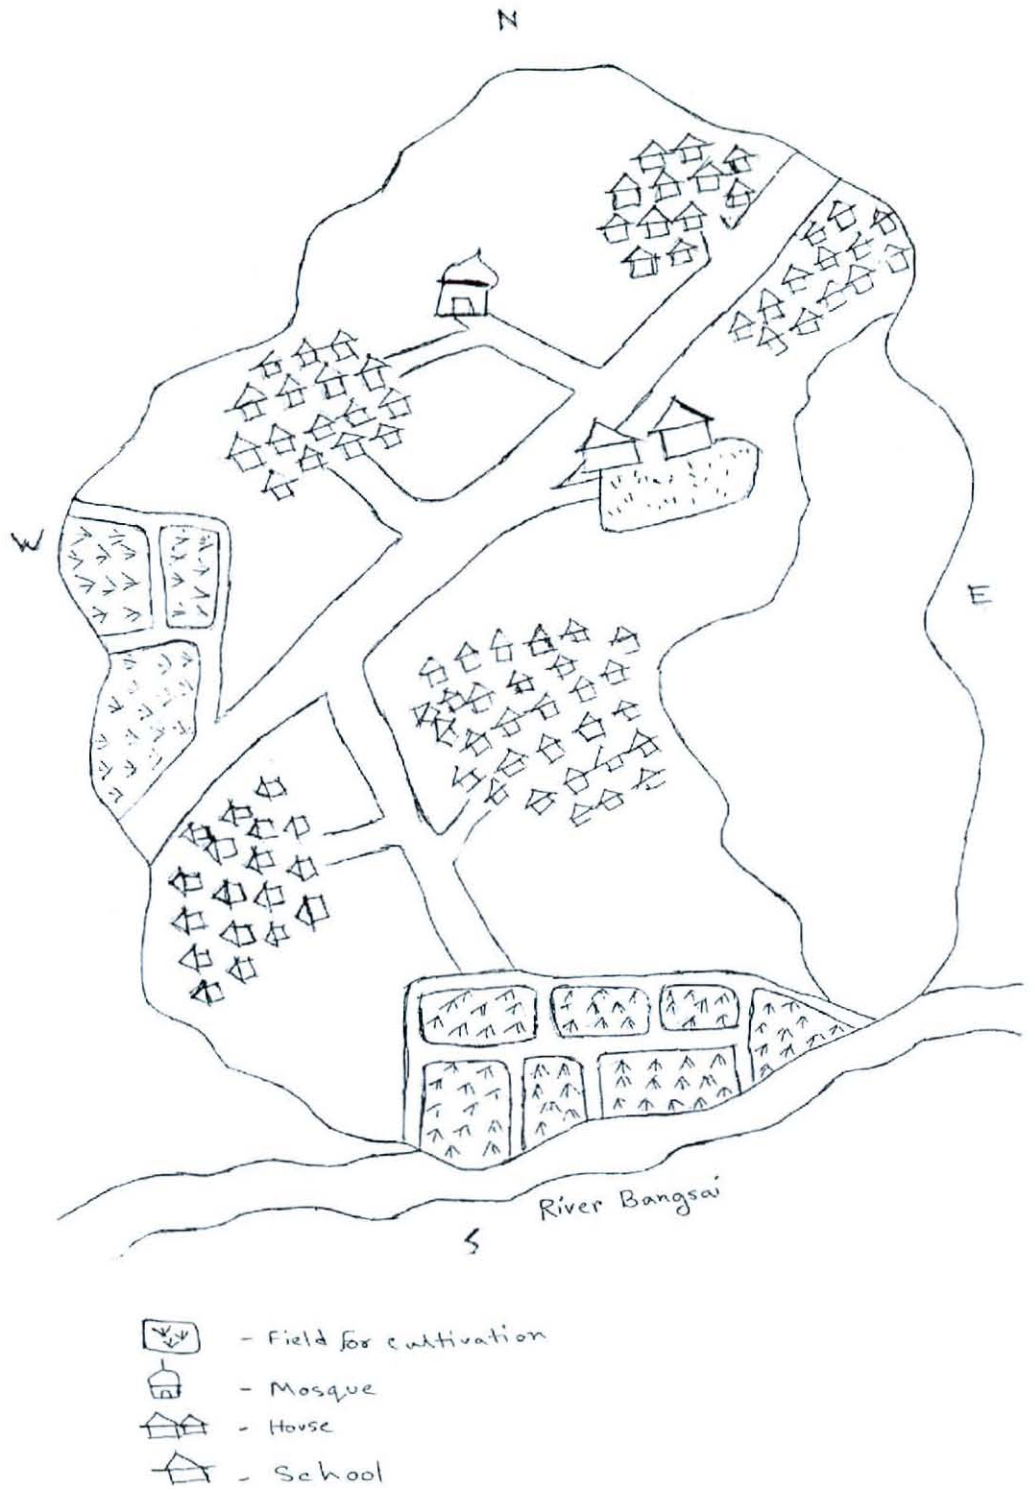 N
W
E
River Bangsai
S
- Field for cultivation
- Mosque
- House
- School